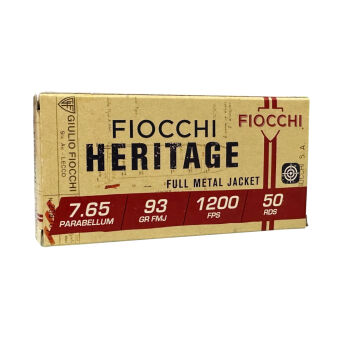 GIULIO FIOCCHI
LECCO
FIOCCHI
HERITAGE
FULL METAL JACKET
FIOCCHI
7.65
PARABELLUM
93
GR FMJ
1200
FPS
50
RDS